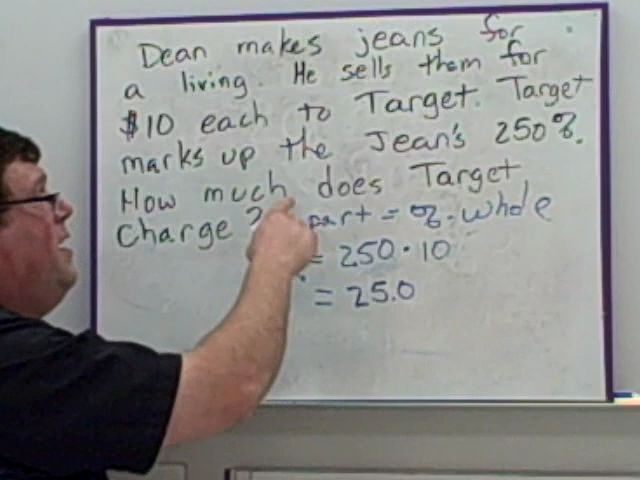 Dean makes jeans for
a living. He sells them for
$10 each to Target. Target
marks up the Jean's 250%.
How much does Target
Charge? part = %. whole
= 250 · 10
= 25.0